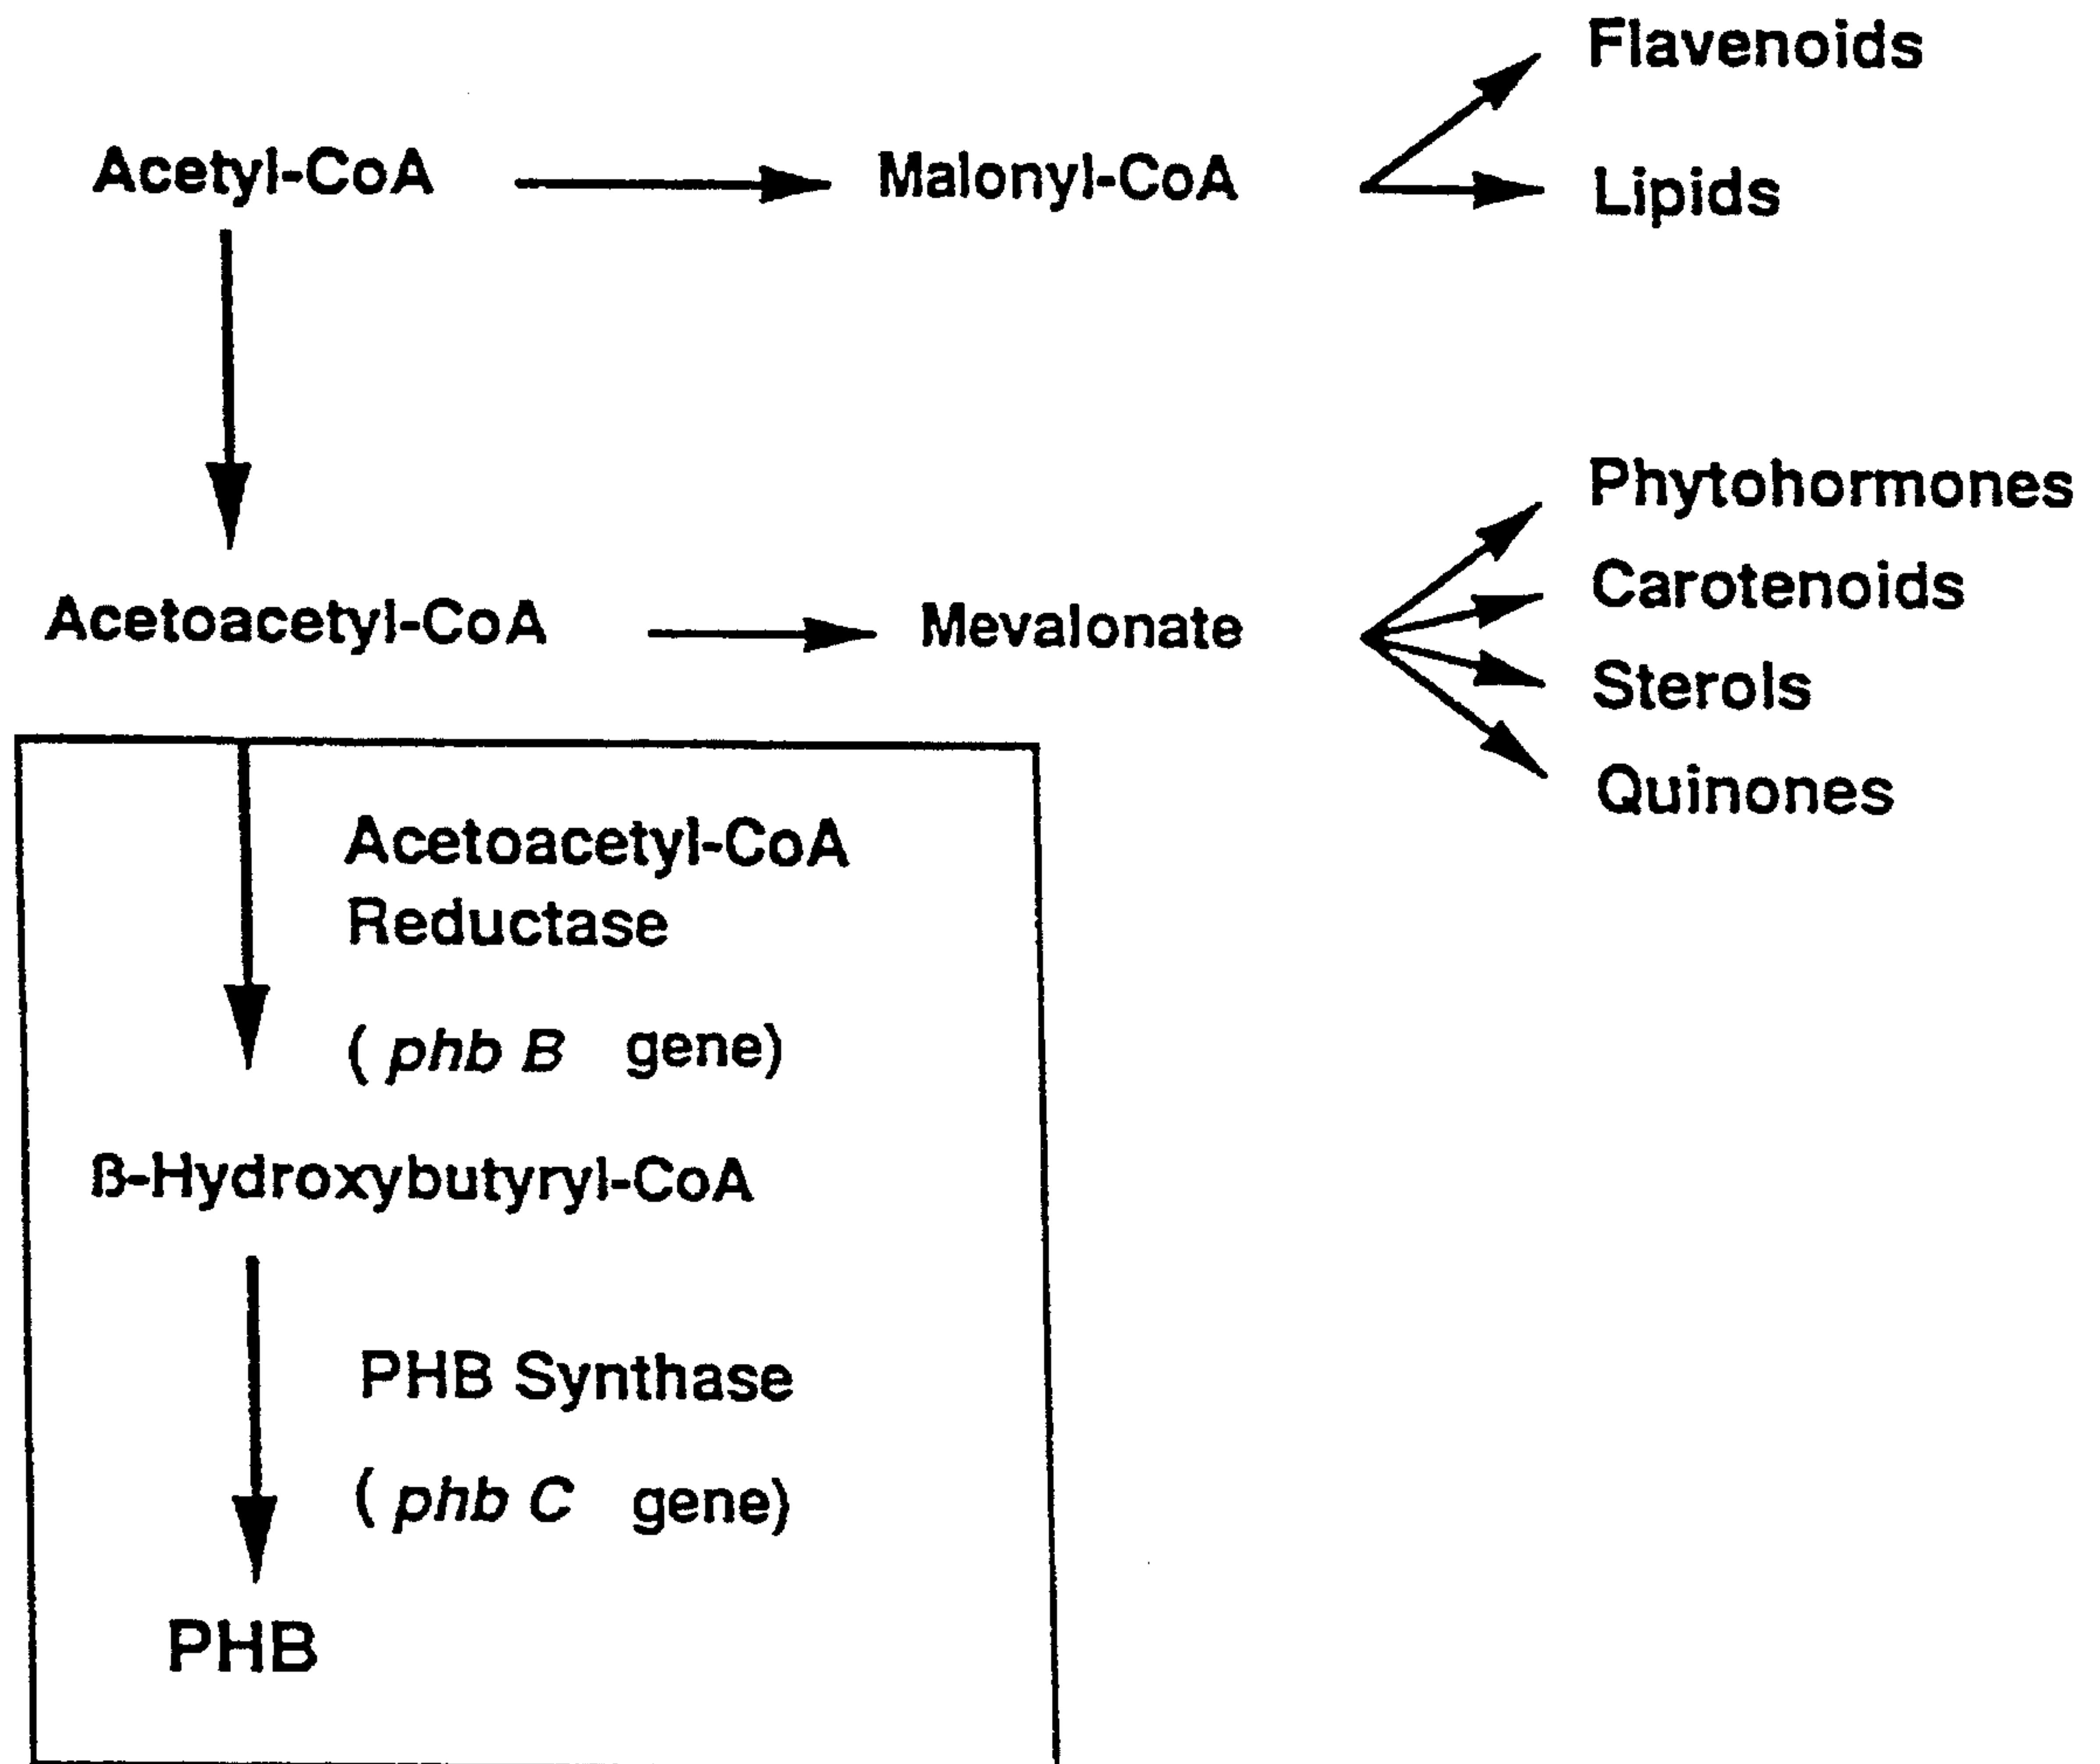 Flavenoids
Acetyl-CoA Malonyl-CoA
Lipids
Phytohormones
Carotenoids
Acetoacetyl-CoA Mevalonate
Sterols
Quinones
Acetoacetyl-CoA
Reductase
( phb B gene)
ß-Hydroxybutyryl-CoA
PHB Synthase
( phb C gene)
PHB